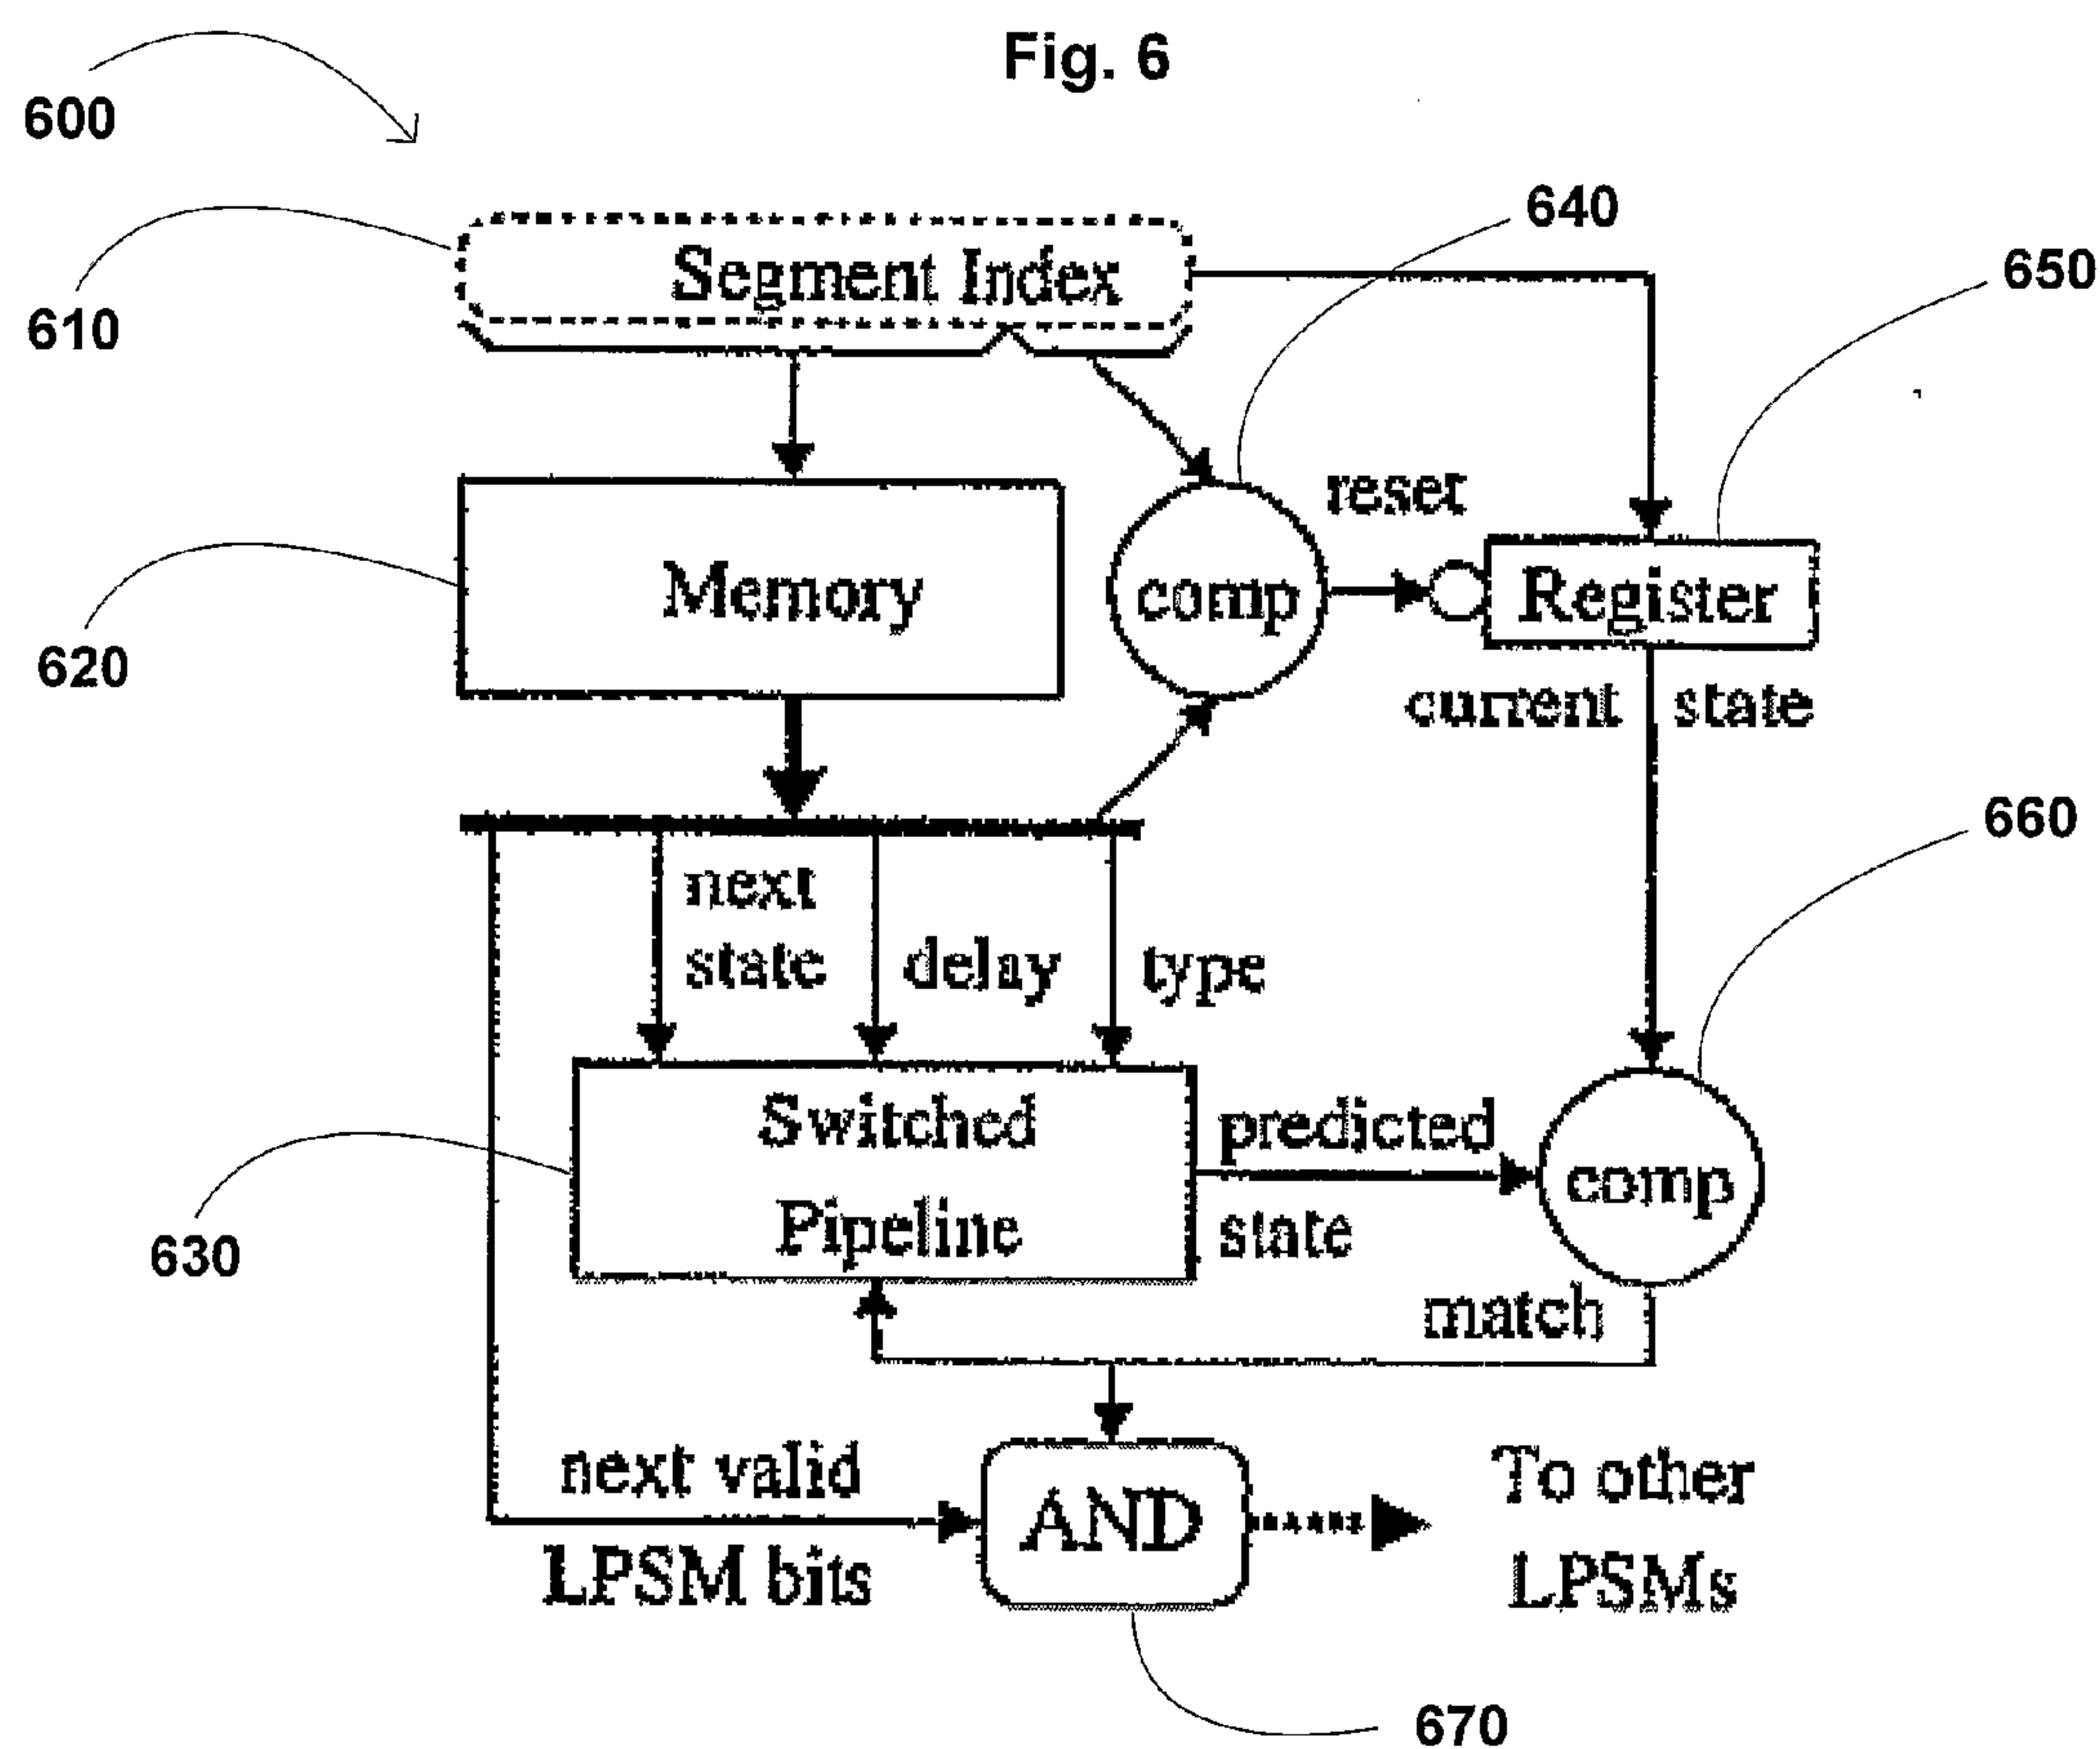 Fig. 6
600
610
Segment Index
640
650
reset
Memory
comp
Register
620
current state
660
next
state
delay
type
Switched
Pipeline
predicted
state
comp
630
match
next valid
LPSM bits
AND
To other
LPSMs
670